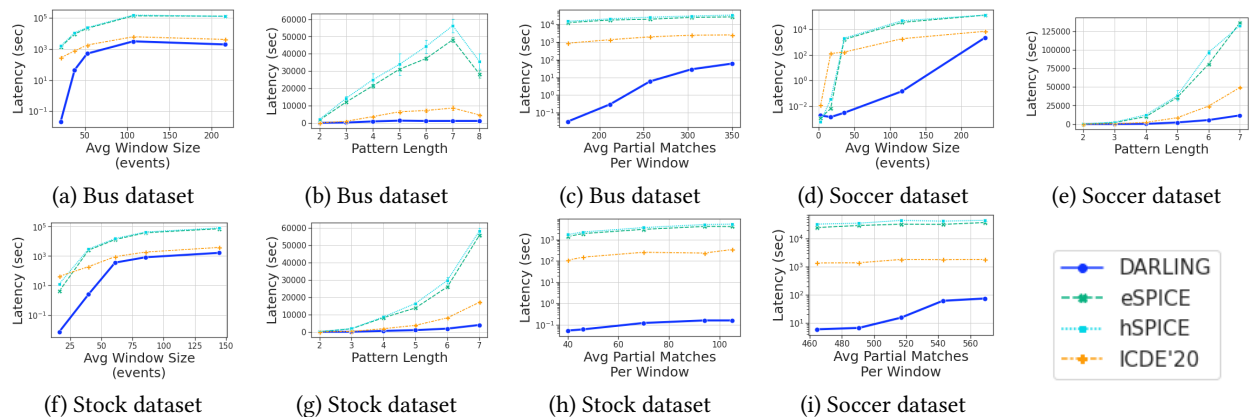 Latency (sec)
10^5
10^3
10^1
10^-1
50
100
150
200
Avg Window Size
(events)
(a) Bus dataset
Latency (sec)
60000
50000
40000
30000
20000
10000
0
2
3
4
5
6
7
8
Pattern Length
(b) Bus dataset
Latency (sec)
10^4
10^3
10^2
10^1
10^0
10^-1
200
250
300
350
Avg Partial Matches
Per Window
(c) Bus dataset
Latency (sec)
10^4
10^2
10^0
10^-2
0
50
100
150
200
Avg Window Size
(events)
(d) Soccer dataset
Latency (sec)
125000
100000
75000
50000
25000
0
2
3
4
5
6
7
Pattern Length
(e) Soccer dataset
Latency (sec)
10^5
10^3
10^1
10^-1
25
50
75
100
125
150
Avg Window Size
(events)
(f) Stock dataset
Latency (sec)
60000
50000
40000
30000
20000
10000
0
2
3
4
5
6
7
Pattern Length
(g) Stock dataset
Latency (sec)
10^3
10^1
10^-1
40
60
80
100
Avg Partial Matches
Per Window
(h) Stock dataset
Latency (sec)
10^4
10^3
10^2
10^1
460
480
500
520
540
560
Avg Partial Matches
Per Window
(i) Soccer dataset
DARLING
eSPICE
hSPICE
ICDE'20